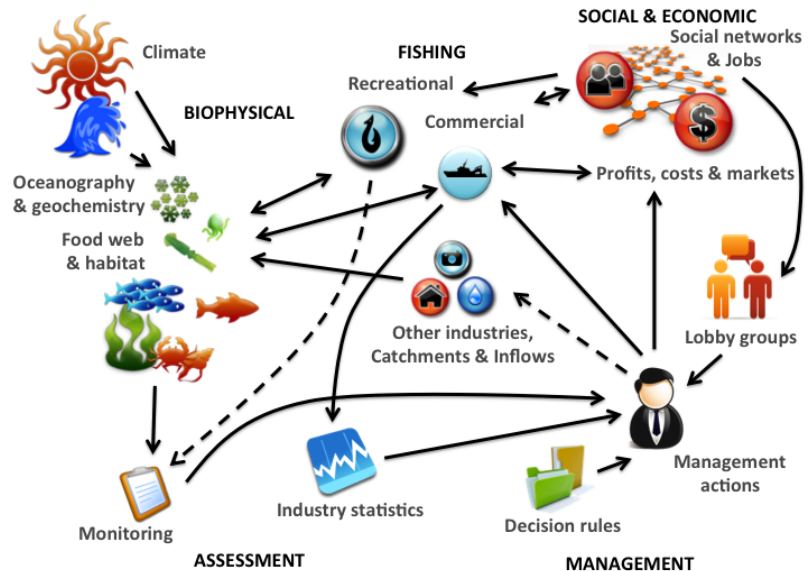 SOCIAL & ECONOMIC
Social networks
& Jobs
Climate
FISHING
Recreational
BIOPHYSICAL
Commercial
Oceanography
& geochemistry
Profits, costs & markets
Food web
& habitat
Other industries,
Catchments & Inflows
Lobby groups
Management
actions
Industry statistics
Decision rules
Monitoring
ASSESSMENT
MANAGEMENT